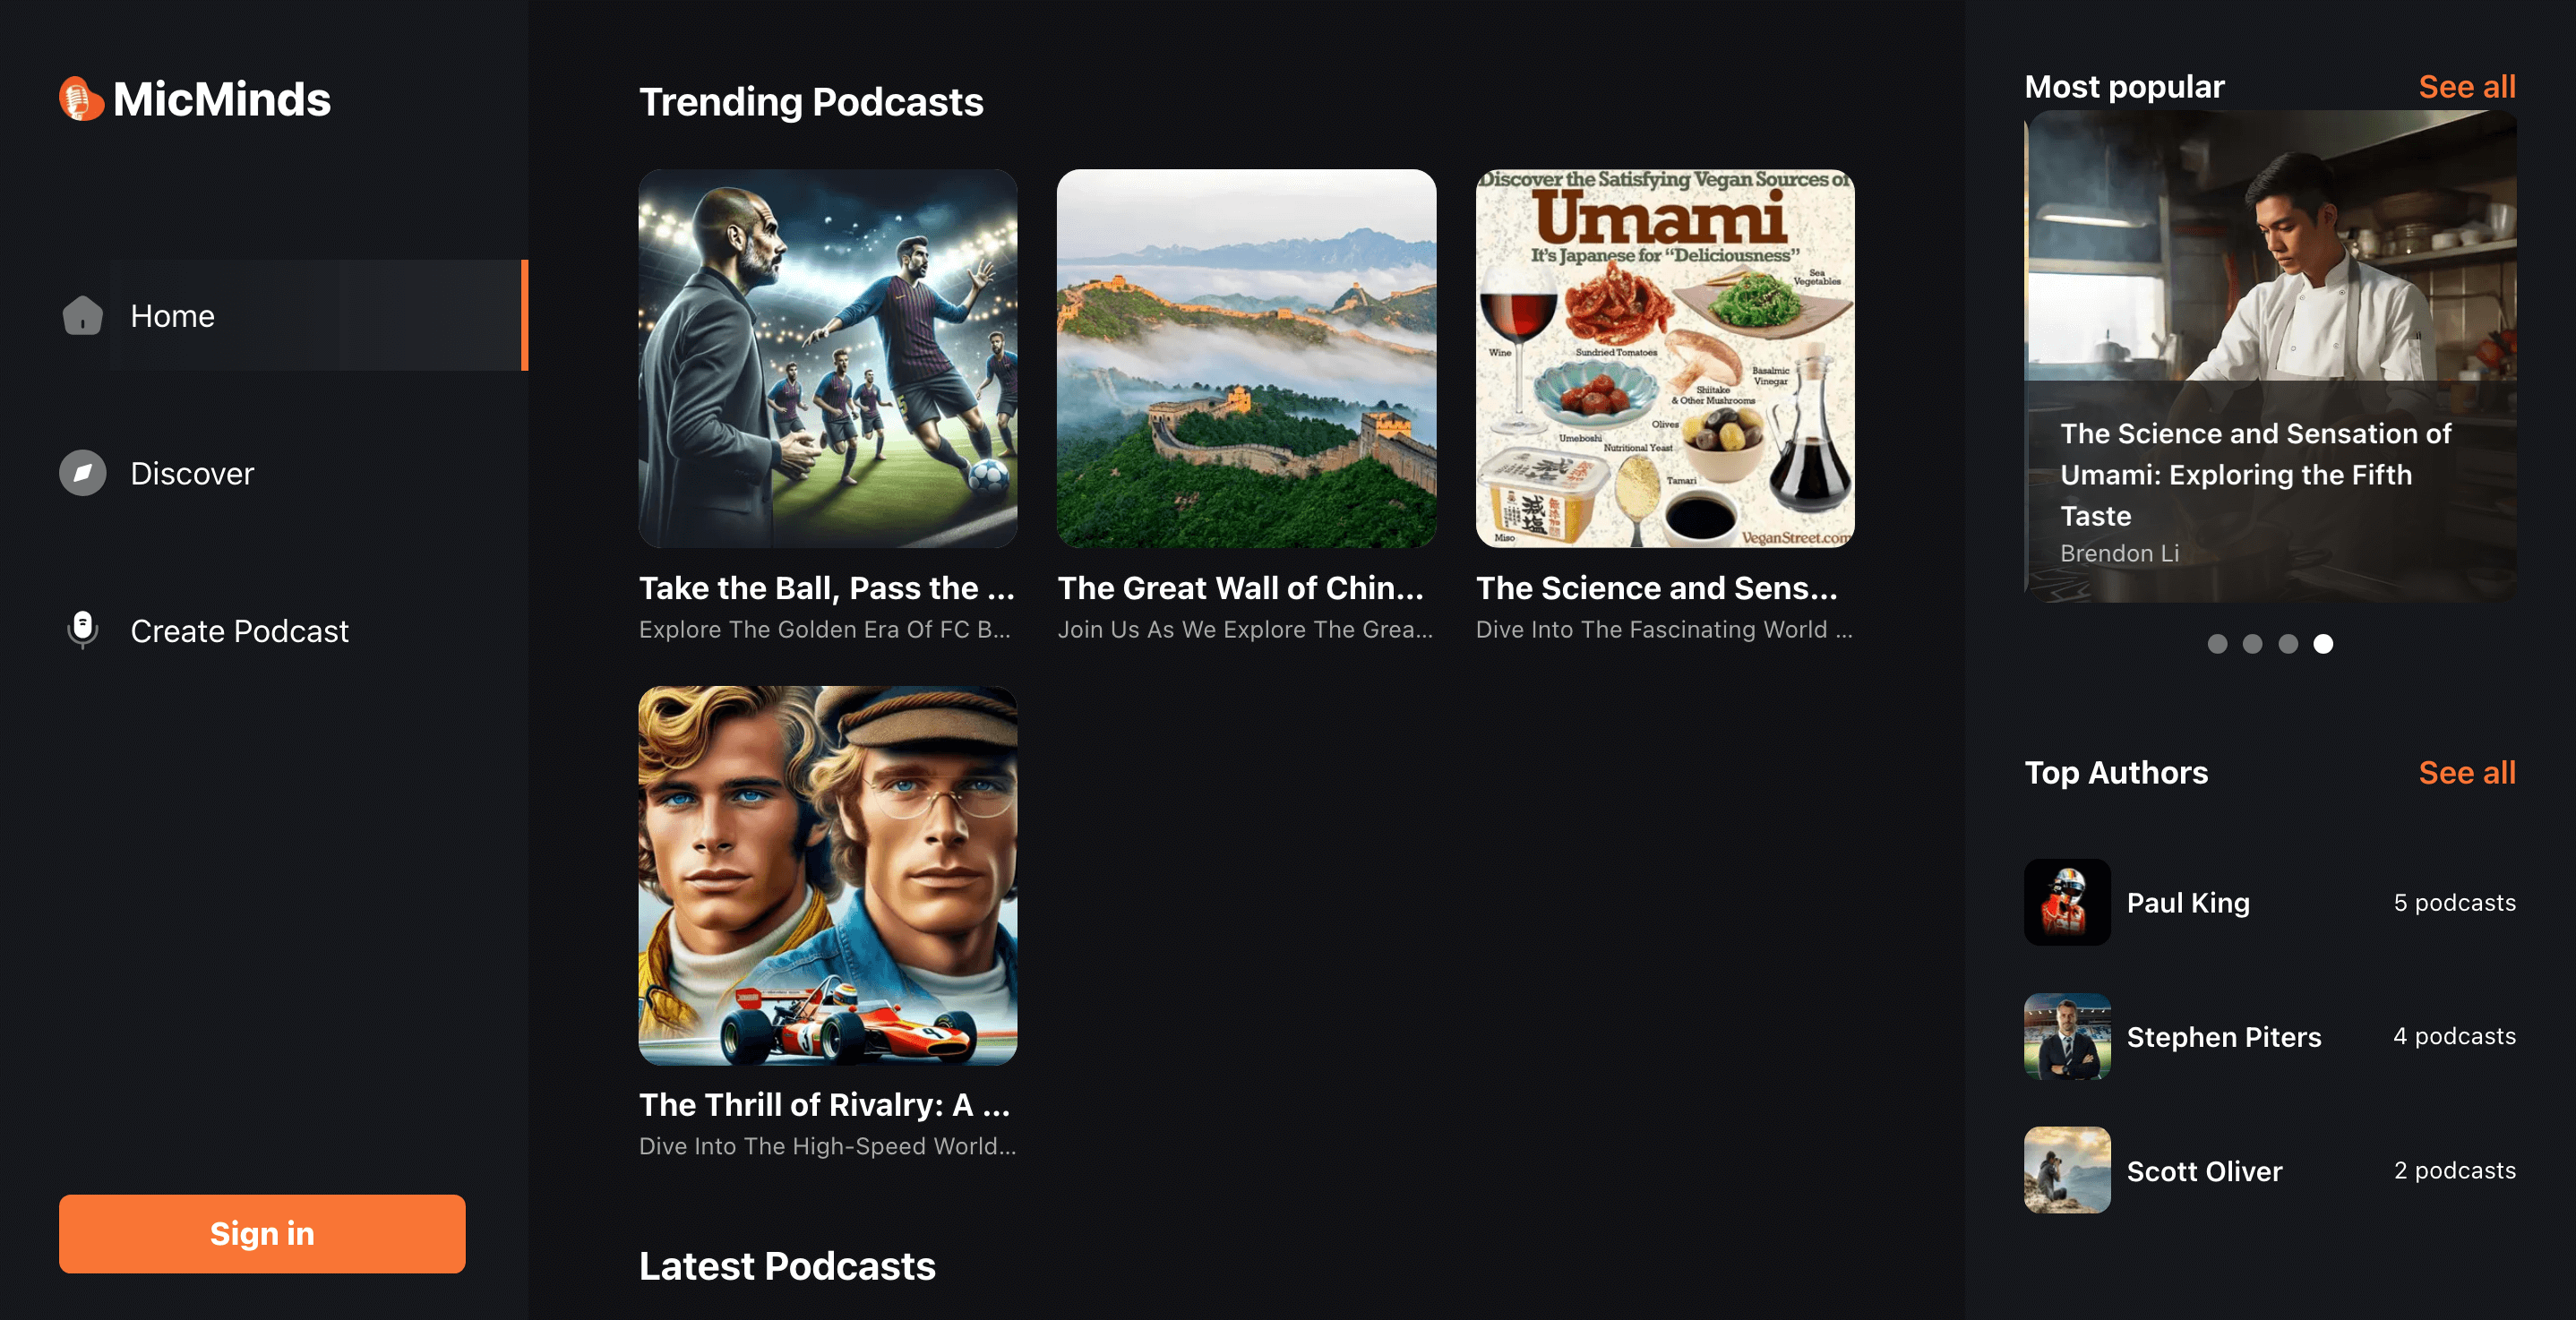 MicMinds
Home
Discover
Create Podcast
Sign in
Trending Podcasts
Discover the Satisfying Vegan Sources of
Umami
It's Japanese for “Deliciousness”
Sea
Vegetables
Wine
Sundried Tomatoes
Basalmic
Vinegar
Shiitake
& Other Mushrooms
Olives
Umeboshi
Nutritional Yeast
Tamari
減塩
Miso
VeganStreet.com
Take the Ball, Pass the ...
Explore The Golden Era Of FC B...
The Great Wall of Chin...
Join Us As We Explore The Grea...
The Science and Sens...
Dive Into The Fascinating World ...
3
9
The Thrill of Rivalry: A ...
Dive Into The High-Speed World...
Latest Podcasts
Most popular
See all
The Science and Sensation of
Umami: Exploring the Fifth
Taste
Brendon Li
Top Authors
See all
Paul King
5 podcasts
Stephen Piters
4 podcasts
Scott Oliver
2 podcasts